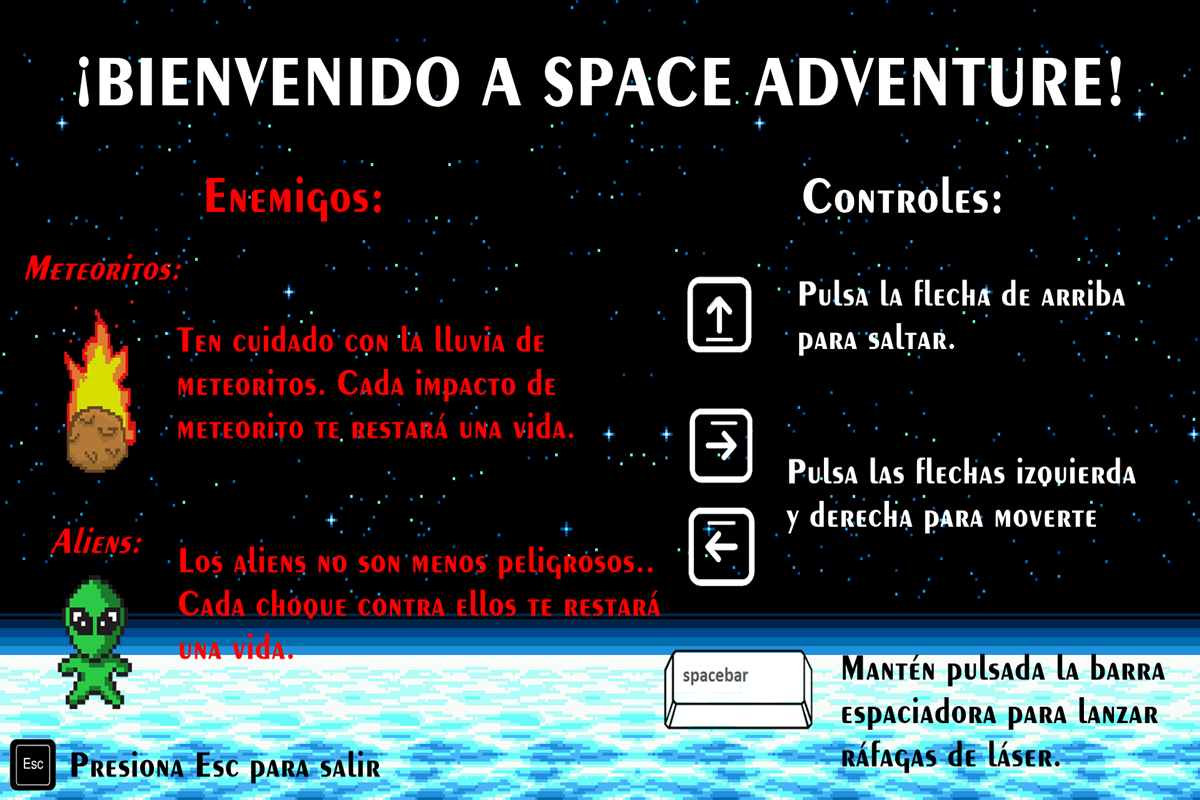 ¡BIENVENIDO A SPACE ADVENTURE!
Enemigos:
Meteoritos:
Ten cuidado con la lluvia de
meteoritos. Cada impacto de
meteorito te restará una vida.
Aliens:
Los aliens no son menos peligrosos..
Cada choque contra ellos te restará
una vida.
Esc
Presiona Esc para salir
Controles:
Pulsa la flecha de arriba
para saltar.
Pulsa las flechas izquierda
y derecha para moverte
spacebar
Mantén pulsada la barra
espaciadora para lanzar
ráfagas de láser.